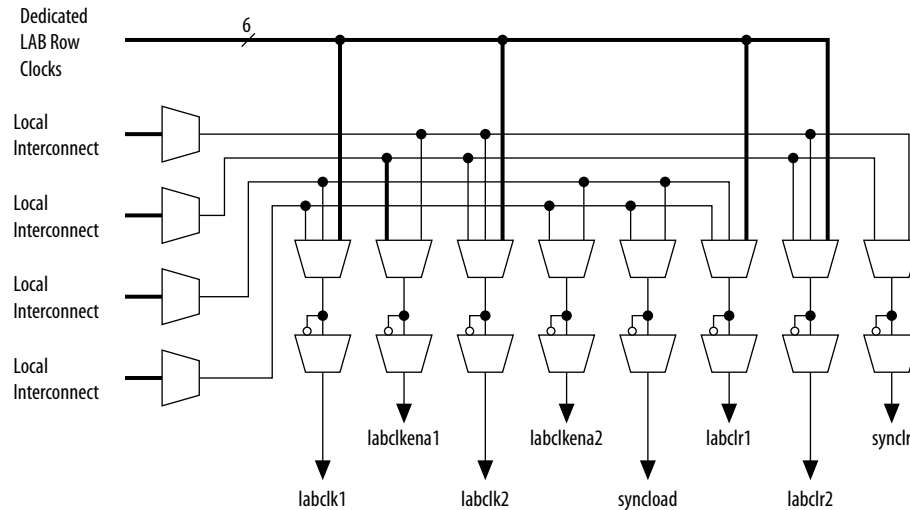 Dedicated
LAB Row
Clocks
6
Local
Interconnect
Local
Interconnect
Local
Interconnect
Local
Interconnect
labclkena1
labclkena2
labclr1
synclr
labclk1
labclk2
syncload
labclr2